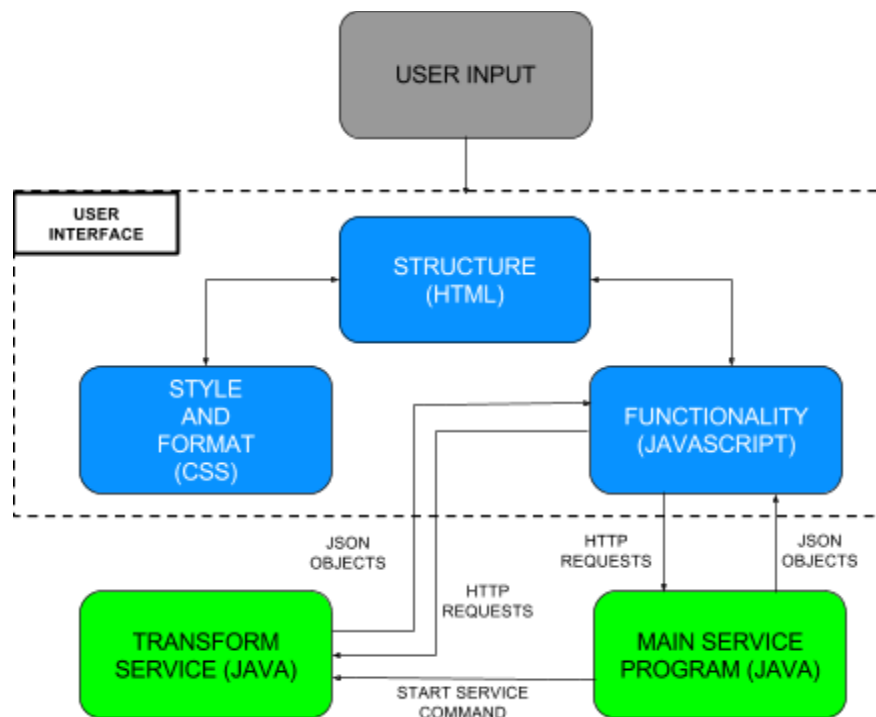 USER INPUT
USER
INTERFACE
STRUCTURE
(HTML)
STYLE
AND
FORMAT
(CSS)
FUNCTIONALITY
(JAVASCRIPT)
JSON
OBJECTS
HTTP
REQUESTS
HTTP
REQUESTS
JSON
OBJECTS
TRANSFORM
SERVICE (JAVA)
MAIN SERVICE
PROGRAM (JAVA)
START SERVICE
COMMAND